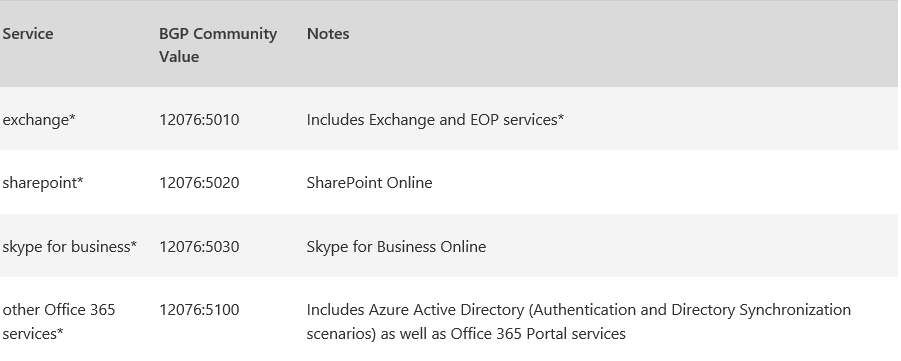 Service BGP Community Notes
Value
exchange* 12076:5010 Includes Exchange and EOP services*
sharepoint* 12076:5020 SharePoint Online
skype for business* 12076:5030 Skype for Business Online
other Office 365 12076:5100 Includes Azure Active Directory (Authentication and Directory Synchronization
services* scenarios) as well as Office 365 Portal services